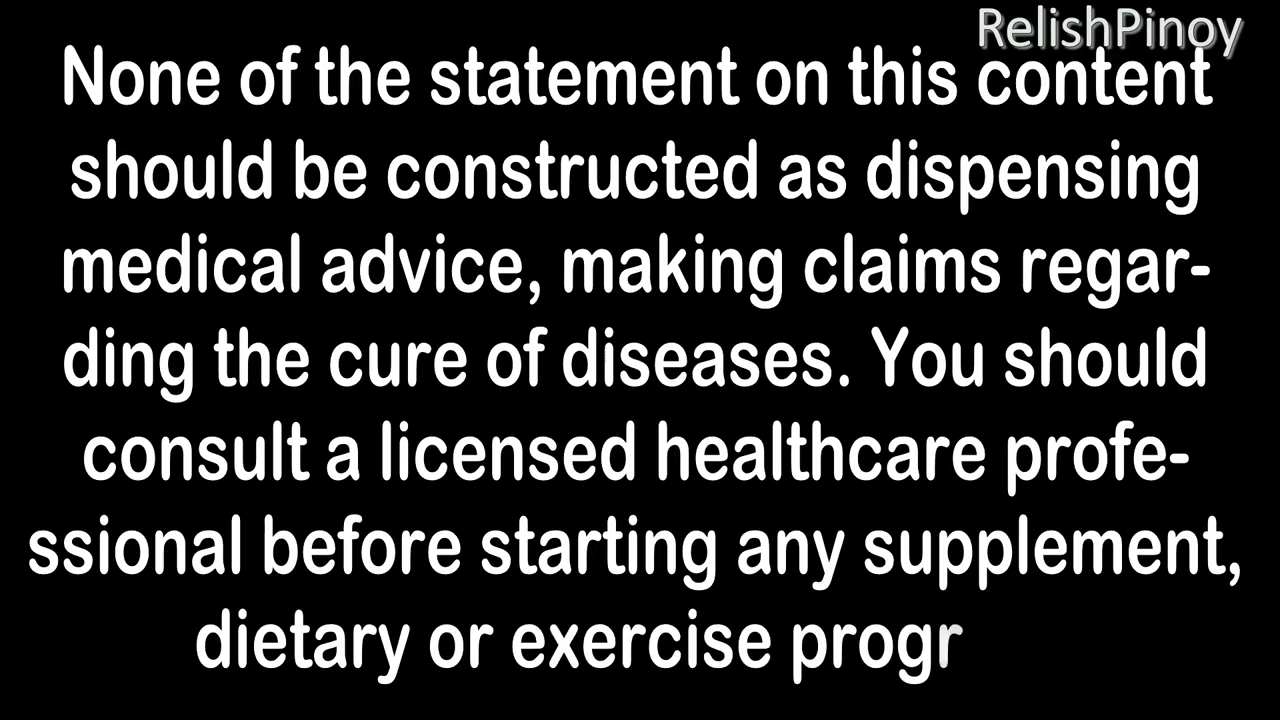 RelishPinoy
None of the statement on this content
should be constructed as dispensing
medical advice, making claims regar-
ding the cure of diseases. You should
consult a licensed healthcare profe-
ssional before starting any supplement,
dietary or exercise progr